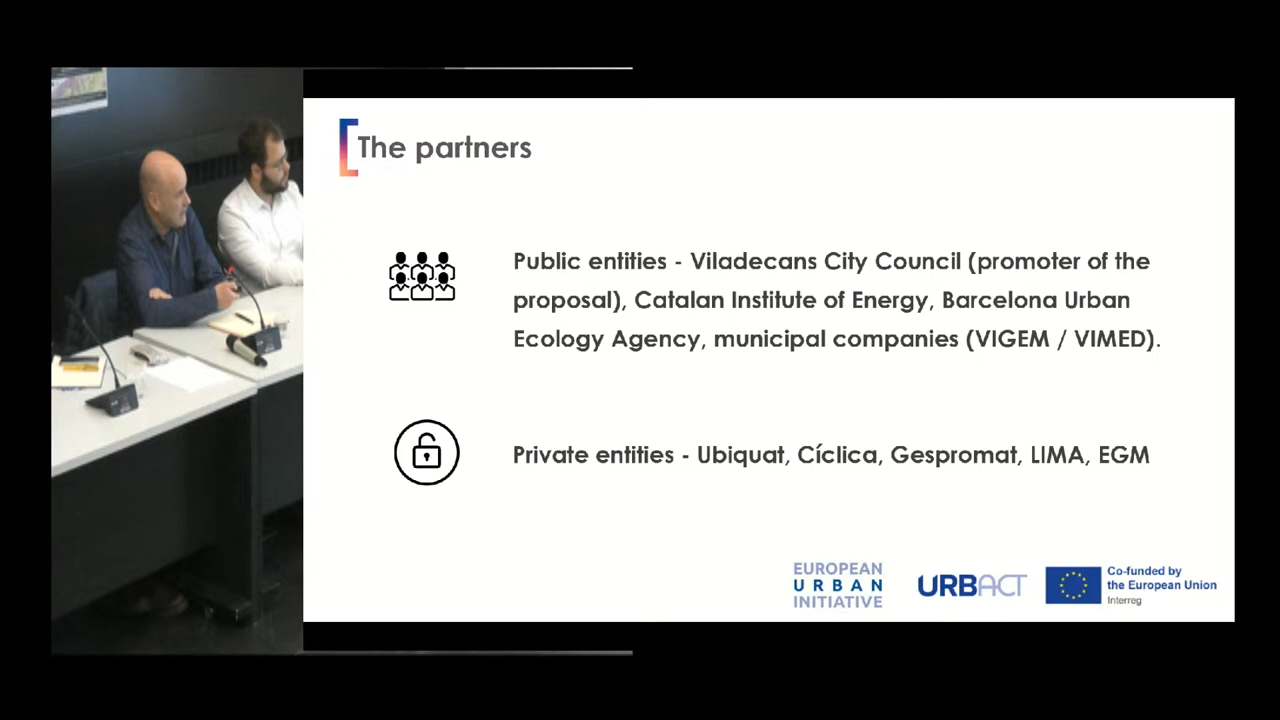 The partners
Public entities - Viladecans City Council (promoter of the
proposal), Catalan Institute of Energy, Barcelona Urban
Ecology Agency, municipal companies (VIGEM / VIMED).
Private entities - Ubiquat, Cíclica, Gespromat, LIMA, EGM
EUROPEAN
URBAN
INITIATIVE
URBACT
Co-funded by
the European Union
Interreg